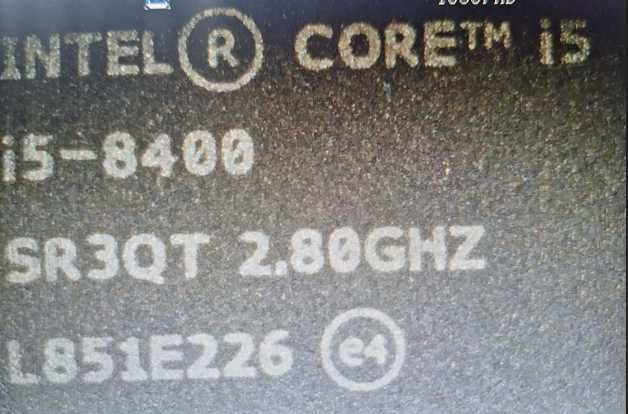 INTEL® CORE™ i5
i5-8400
SR3QT 2.80GHZ
L851E226 e4